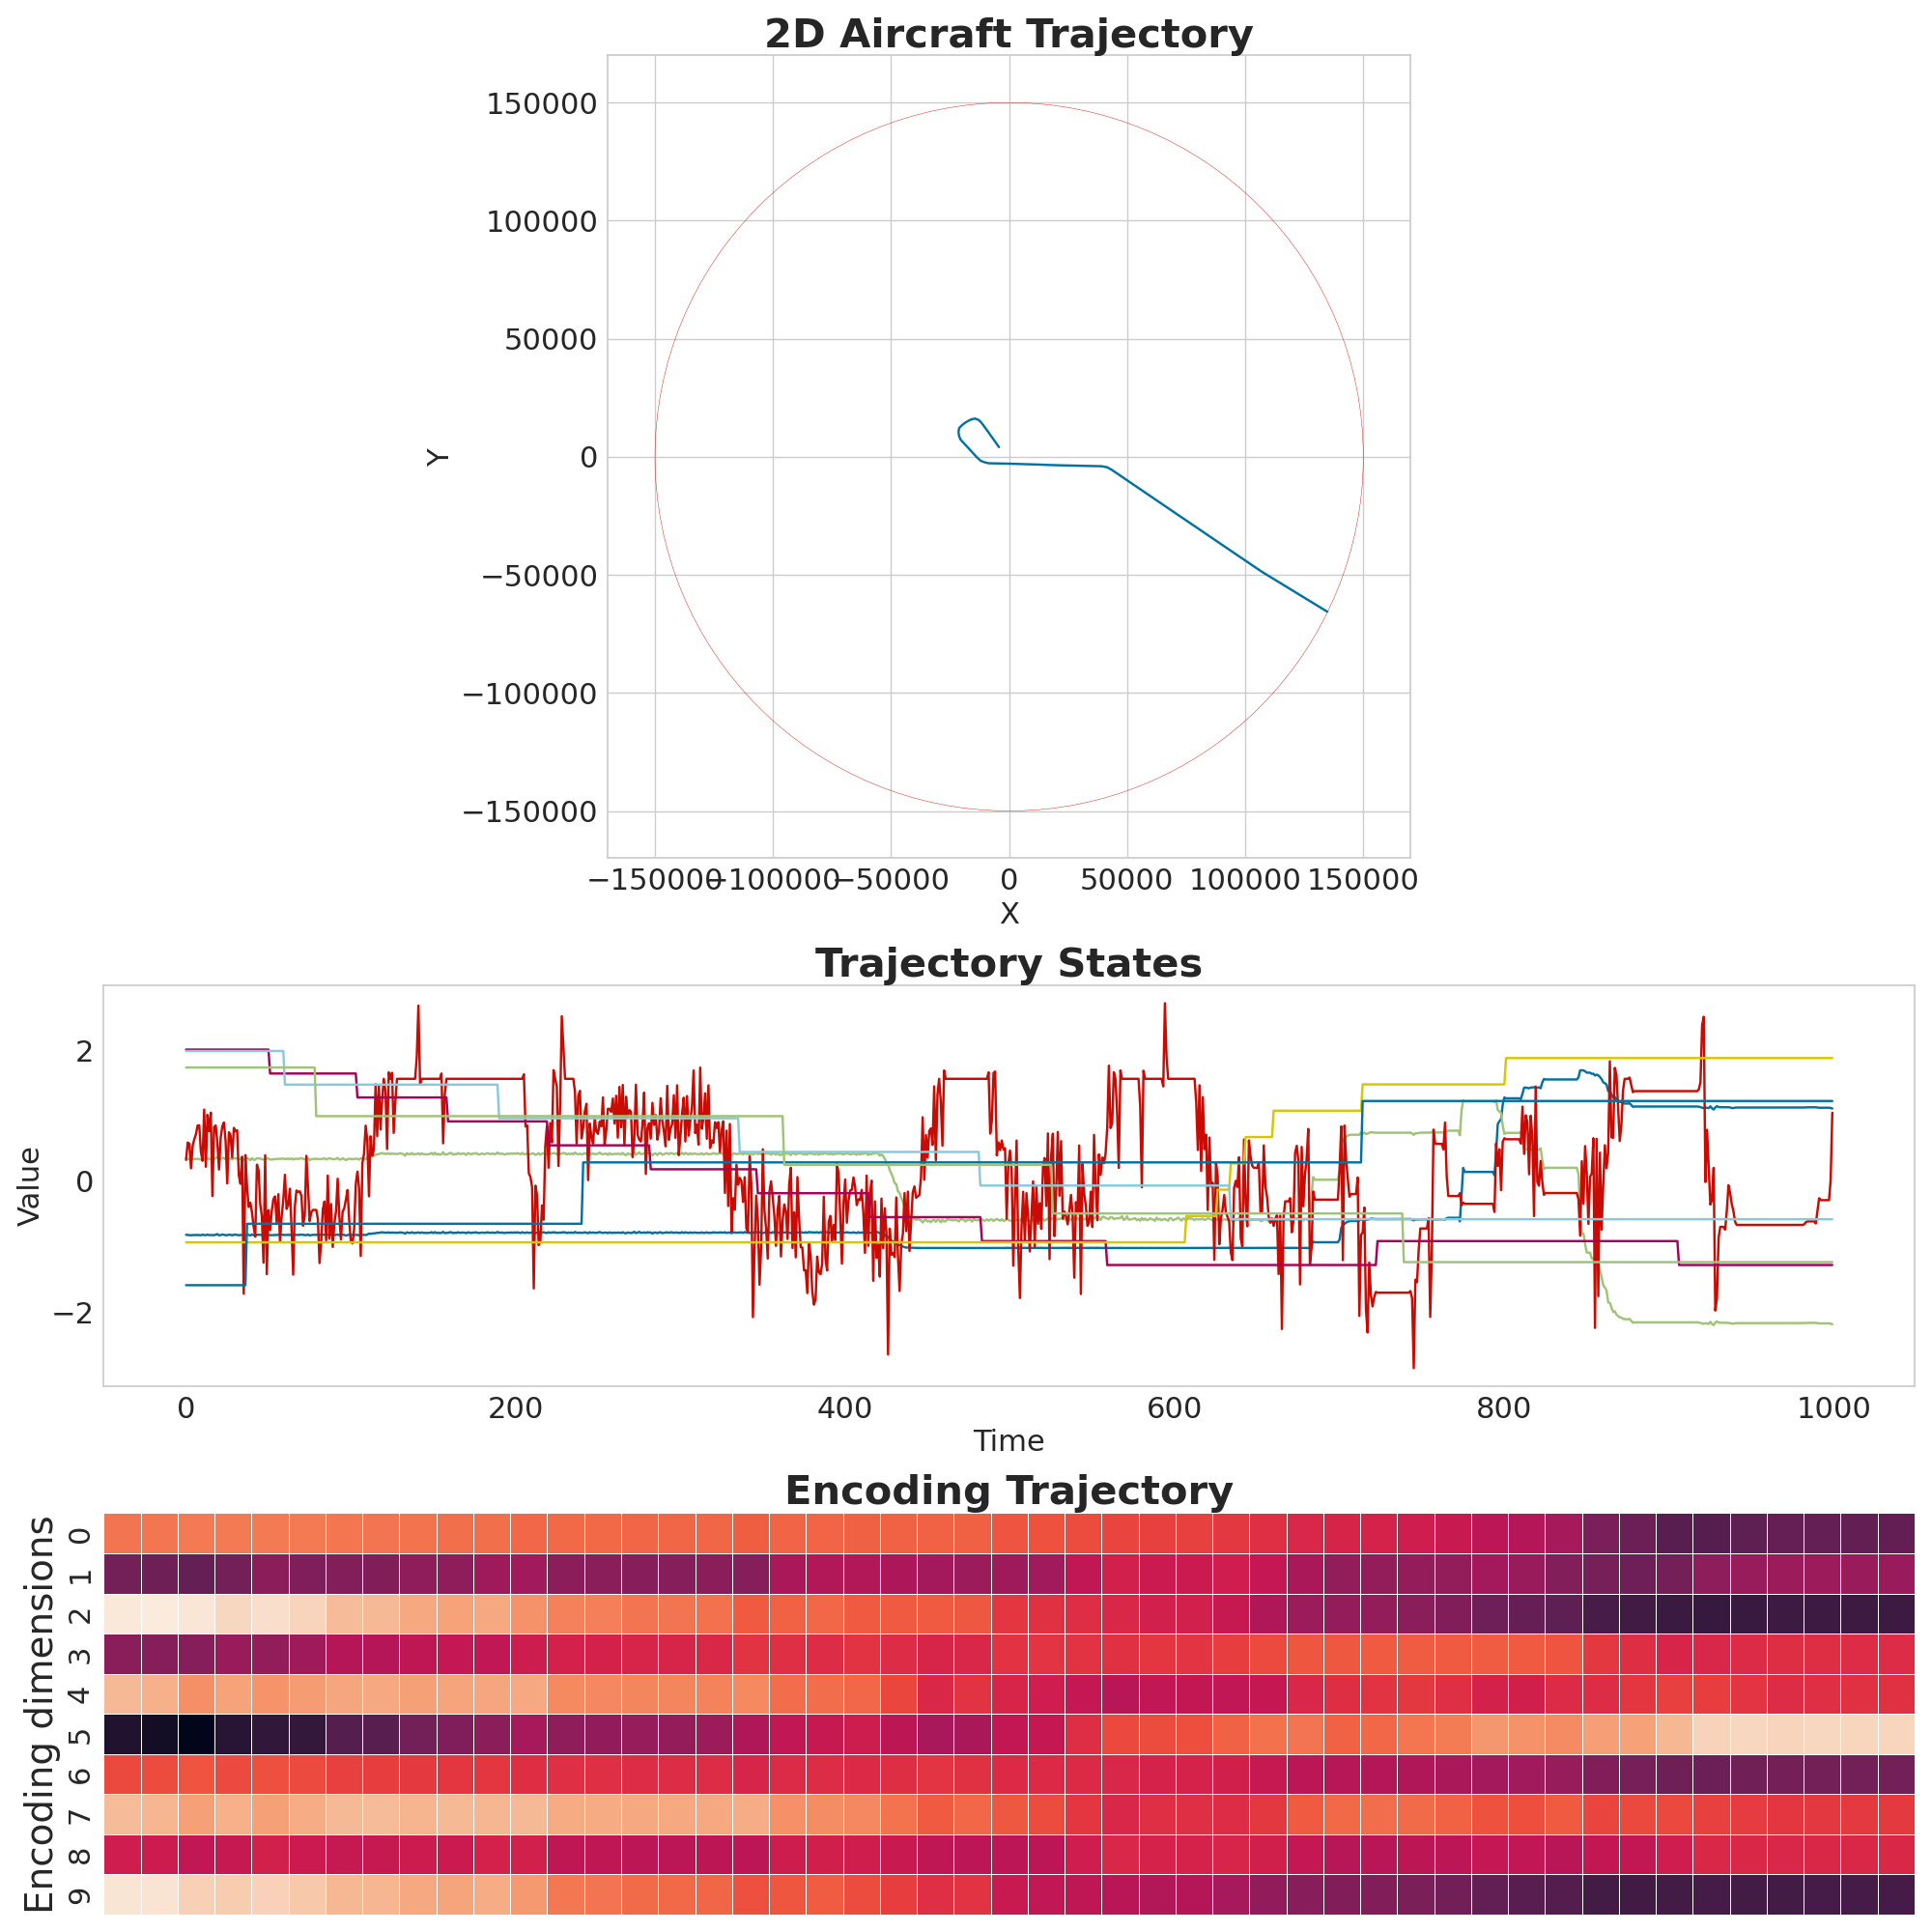 2D Aircraft Trajectory
150000
100000
50000
0
−50000
−100000
−150000
Y
−150000 −100000 −50000 0 50000 100000 150000
X
Trajectory States
2
0
−2
Value
0 200 400 600 800 1000
Time
Encoding Trajectory
Encoding dimensions
0
1
2
3
4
5
6
7
8
9